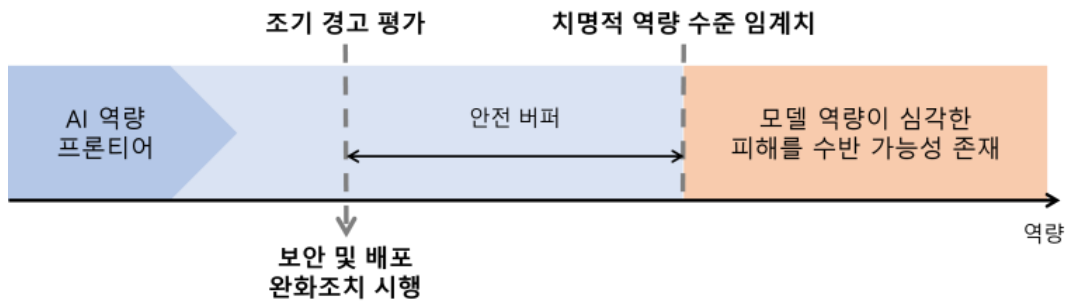 조기 경고 평가
치명적 역량 수준 임계치
AI 역량
프론티어
안전 버퍼
모델 역량이 심각한
피해를 수반 가능성 존재
역량
보안 및 배포
완화조치 시행